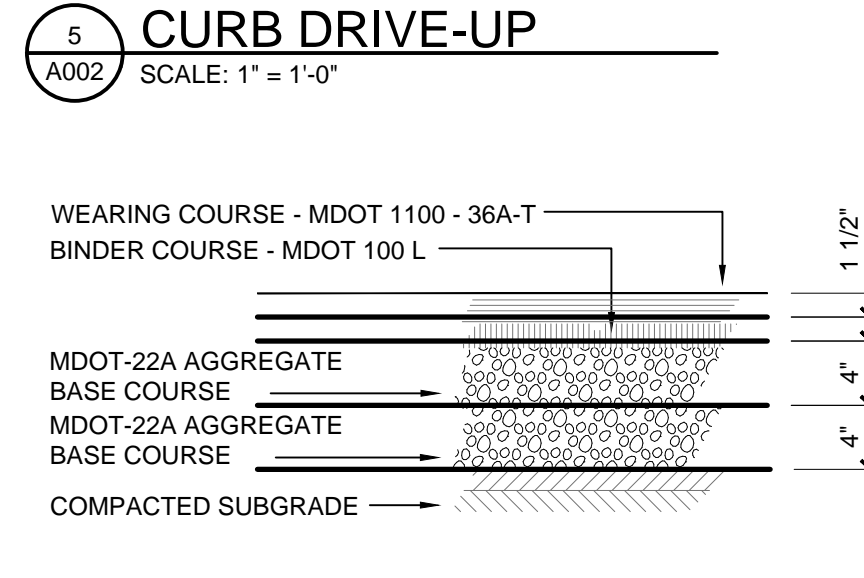 5
A002
CURB DRIVE-UP
SCALE: 1" = 1'-0"
WEARING COURSE - MDOT 1100 - 36A-T
BINDER COURSE - MDOT 100 L
1 1/2"
MDOT-22A AGGREGATE
BASE COURSE
4"
MDOT-22A AGGREGATE
BASE COURSE
4"
COMPACTED SUBGRADE